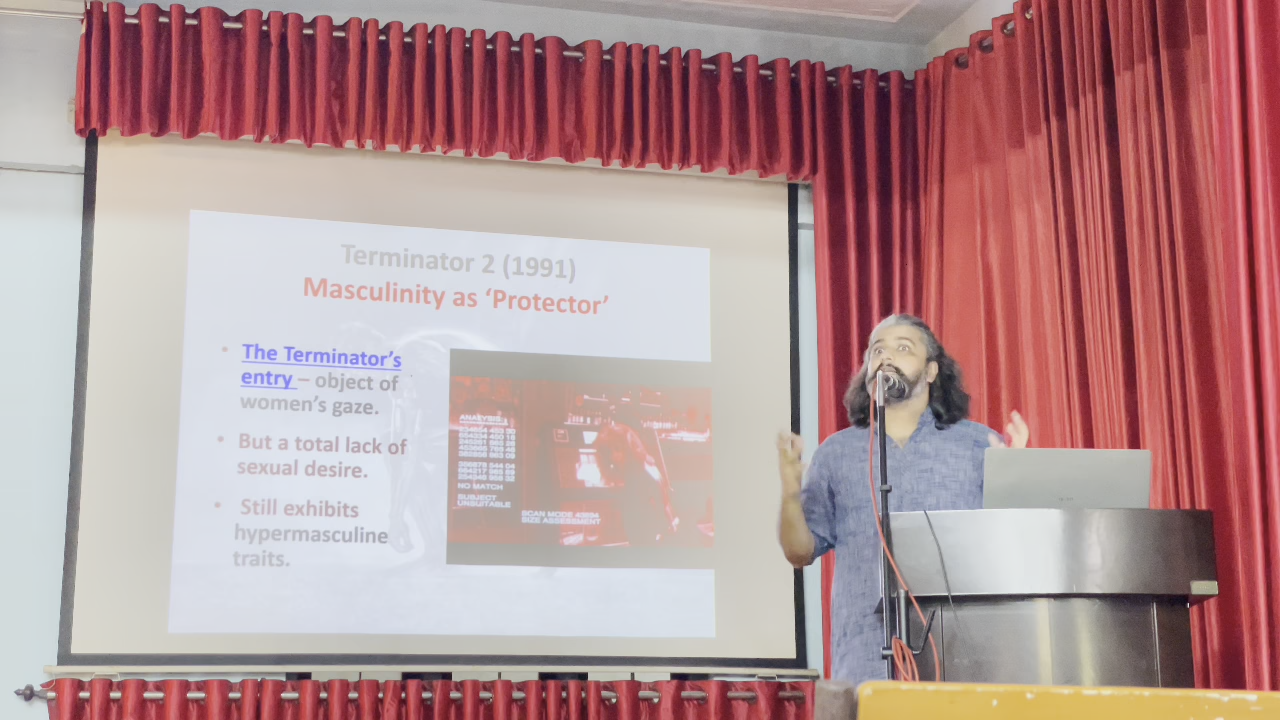 Terminator 2 (1991)
Masculinity as ‘Protector’
• The Terminator’s
entry – object of
women’s gaze.
• But a total lack of
sexual desire.
• Still exhibits
hypermasculine
traits.
ANALYSIS
NO MATCH
SUBJECT
UNSUITABLE
SCAN MODE
SIZE ASSESSMENT